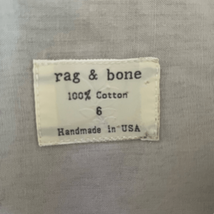 rag & bone
100% Cotton
6
Handmade in USA